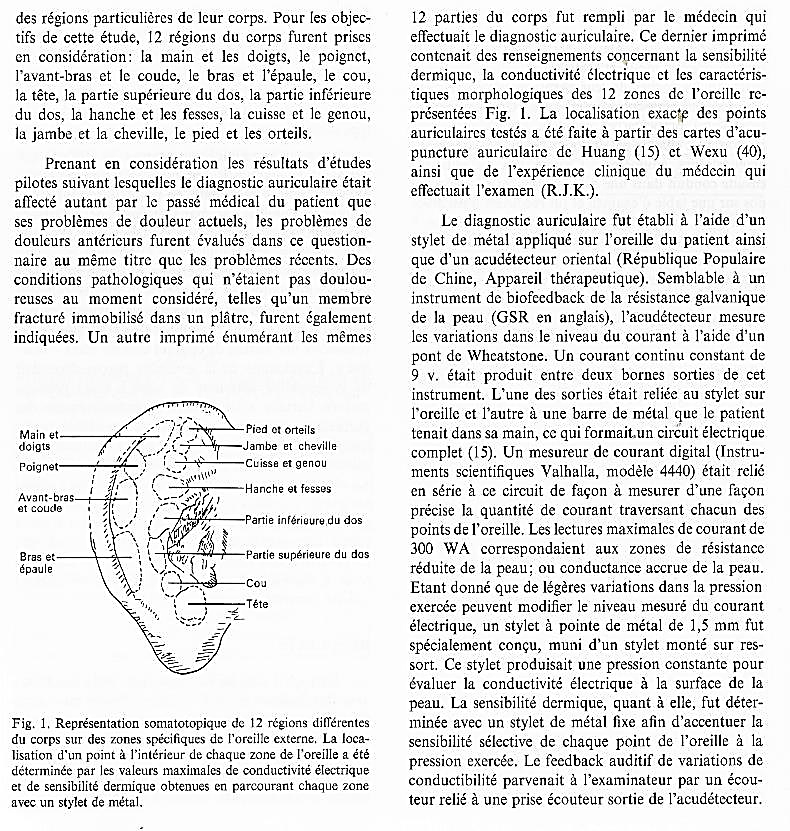 des régions particulières de leur corps. Pour les objec-
tifs de cette étude, 12 régions du corps furent prises
en considération: la main et les doigts, le poignet,
l'avant-bras et le coude, le bras et l'épaule, le cou,
la tête, la partie supérieure du dos, la partie inférieure
du dos, la hanche et les fesses, la cuisse et le genou,
la jambe et la cheville, le pied et les orteils.
Prenant en considération les résultats d'études
pilotes suivant lesquelles le diagnostic auriculaire était
affecté autant par le passé médical du patient que
ses problèmes de douleur actuels, les problèmes de
douleurs antérieurs furent évalués dans ce question-
naire au même titre que les problèmes récents. Des
conditions pathologiques qui n'étaient pas doulou-
reuses au moment considéré, telles qu'un membre
fracturé immobilisé dans un plâtre, furent également
indiquées. Un autre imprimé énumérant les mêmes
Main et
doigts
Poignet
Avant-bras
et coude
Bras et
épaule
Pied et orteils
Jambe et cheville
Cuisse et genou
Hanche et fesses
Partie inférieure du dos
Partie supérieure du dos
Cou
Tête
Fig. 1. Représentation somatotopique de 12 régions différentes
du corps sur des zones spécifiques de l'oreille externe. La loca-
lisation d'un point à l'intérieur de chaque zone de l'oreille a été
déterminée par les valeurs maximales de conductivité électrique
et de sensibilité dermique obtenues en parcourant chaque zone
avec un stylet de métal.
12 parties du corps fut rempli par le médecin qui
effectuait le diagnostic auriculaire. Ce dernier imprimé
contenait des renseignements concernant la sensibilité
dermique, la conductivité électrique et les caractéris-
tiques morphologiques des 12 zones de l'oreille re-
présentées Fig. 1. La localisation exacte des points
auriculaires testés a été faite à partir des cartes d'acu-
puncture auriculaire de Huang (15) et Wexu (40),
ainsi que de l'expérience clinique du médecin qui
effectuait l'examen (R.J.K.).
Le diagnostic auriculaire fut établi à l'aide d'un
stylet de métal appliqué sur l'oreille du patient ainsi
que d'un acudétecteur oriental (République Populaire
de Chine, Appareil thérapeutique). Semblable à un
instrument de biofeedback de la résistance galvanique
de la peau (GSR en anglais), l'acudétecteur mesure
les variations dans le niveau du courant à l'aide d'un
pont de Wheatstone. Un courant continu constant de
9 v. était produit entre deux bornes sorties de cet
instrument. L'une des sorties était reliée au stylet sur
l'oreille et l'autre à une barre de métal que le patient
tenait dans sa main, ce qui formait un circuit électrique
complet (15). Un mesureur de courant digital (Instru-
ments scientifiques Valhalla, modèle 4440) était relié
en série à ce circuit de façon à mesurer d'une façon
précise la quantité de courant traversant chacun des
points de l'oreille. Les lectures maximales de courant de
300 WA correspondaient aux zones de résistance
réduite de la peau; ou conductance accrue de la peau.
Etant donné que de légères variations dans la pression
exercée peuvent modifier le niveau mesuré du courant
électrique, un stylet à pointe de métal de 1,5 mm fut
spécialement conçu, muni d'un stylet monté sur res-
sort. Ce stylet produisait une pression constante pour
évaluer la conductivité électrique à la surface de la
peau. La sensibilité dermique, quant à elle, fut déter-
minée avec un stylet de métal fixe afin d'accentuer la
sensibilité sélective de chaque point de l'oreille à la
pression exercée. Le feedback auditif de variations de
conductibilité parvenait à l'examinateur par un écou-
teur relié à une prise écouteur sortie de l'acudétecteur.